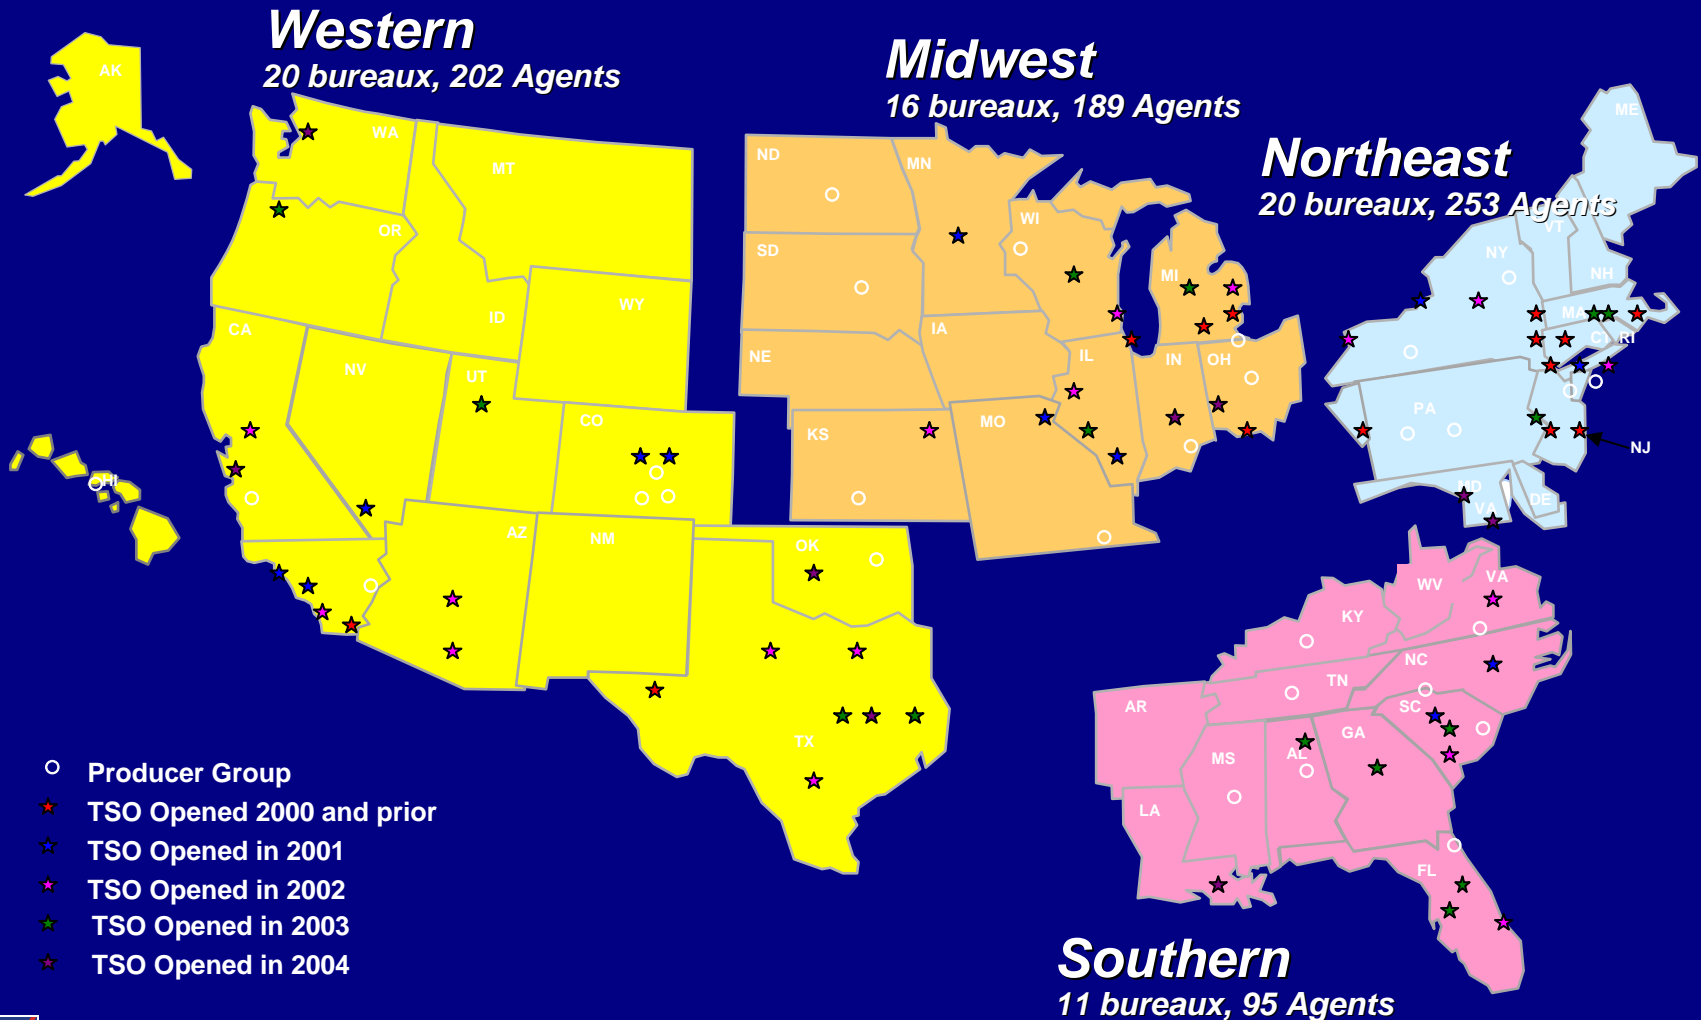 Western
20 bureaux, 202 Agents
Midwest
16 bureaux, 189 Agents
Northeast
20 bureaux, 253 Agents
AK
WA
MT
OR
ID
WY
CA
NV
UT
CO
HI
AZ
NM
OK
TX
ND
MN
WI
SD
MI
IA
NE
IL
IN
OH
KS
MO
ME
VT
NY
NH
MA
CT
RI
PA
NJ
MD
DE
VA
WV
VA
KY
NC
TN
AR
SC
GA
MS
AL
LA
FL
Producer Group
TSO Opened 2000 and prior
TSO Opened in 2001
TSO Opened in 2002
TSO Opened in 2003
TSO Opened in 2004
Southern
11 bureaux, 95 Agents